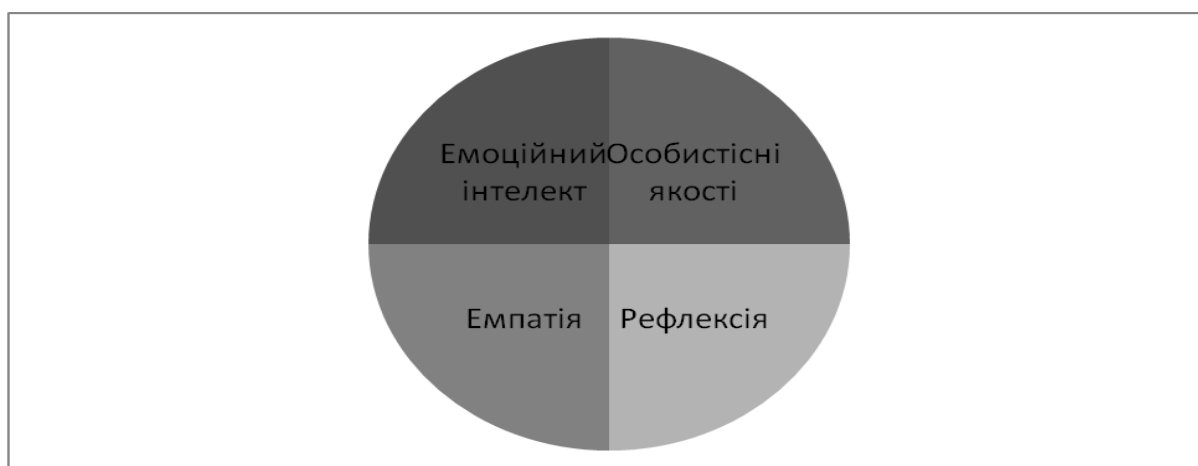 Емоційний
інтелект
Особистісні
якості
Емпатія
Рефлексія